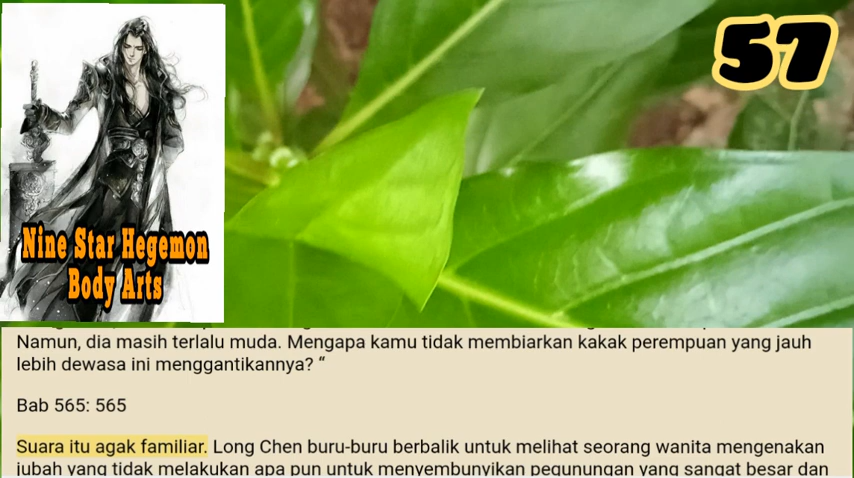 57
Nine Star Hegemon
Body Arts
Namun, dia masih terlalu muda. Mengapa kamu tidak membiarkan kakak perempuan yang jauh
lebih dewasa ini menggantikannya? “
Bab 565: 565
Suara itu agak familiar. Long Chen buru-buru berbalik untuk melihat seorang wanita mengenakan
jubah yang tidak melakukan apa pun untuk menyembunyikan pegunungan yang sangat besar dan